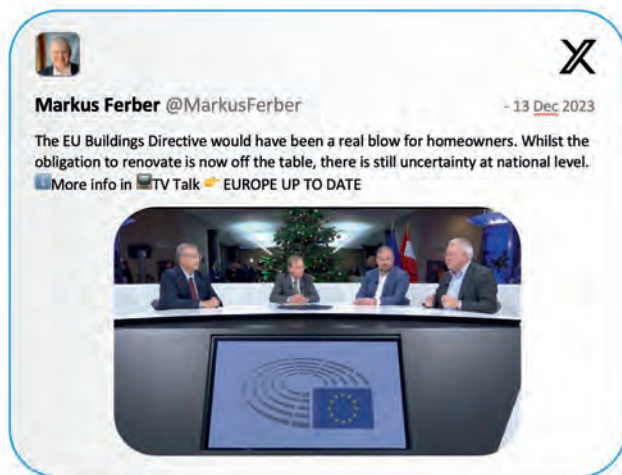 Markus Ferber @MarkusFerber - 13 Dec 2023
The EU Buildings Directive would have been a real blow for homeowners. Whilst the
obligation to renovate is now off the table, there is still uncertainty at national level.
ℹ️More info in 📺TV Talk 👉 EUROPE UP TO DATE